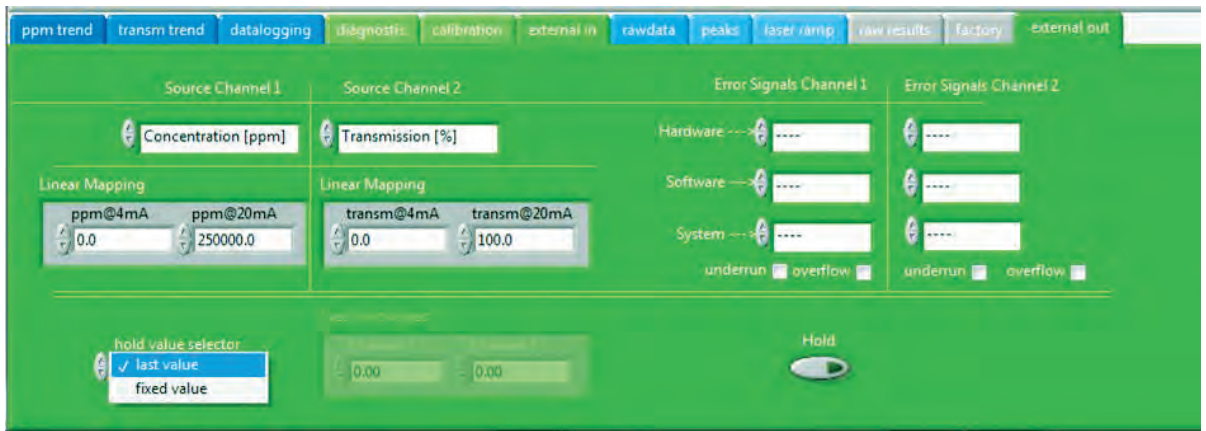 ppm trend transm trend datalogging diagnostic calibration external in rawdata peaks laser ramp raw results factory external out
Source Channel 1 Source Channel 2 Error Signals Channel 1 Error Signals Channel 2
Concentration [ppm] Transmission [%] Hardware ---> ---- ----
Linear Mapping Linear Mapping Software ---> ---- ----
ppm@4mA ppm@20mA transm@4mA transm@20mA
0.0 250000.0 0.0 100.0 System ---> ---- ----
underrun overflow underrun overflow
hold value selector Hold
✓ last value
fixed value 0.00 0.00